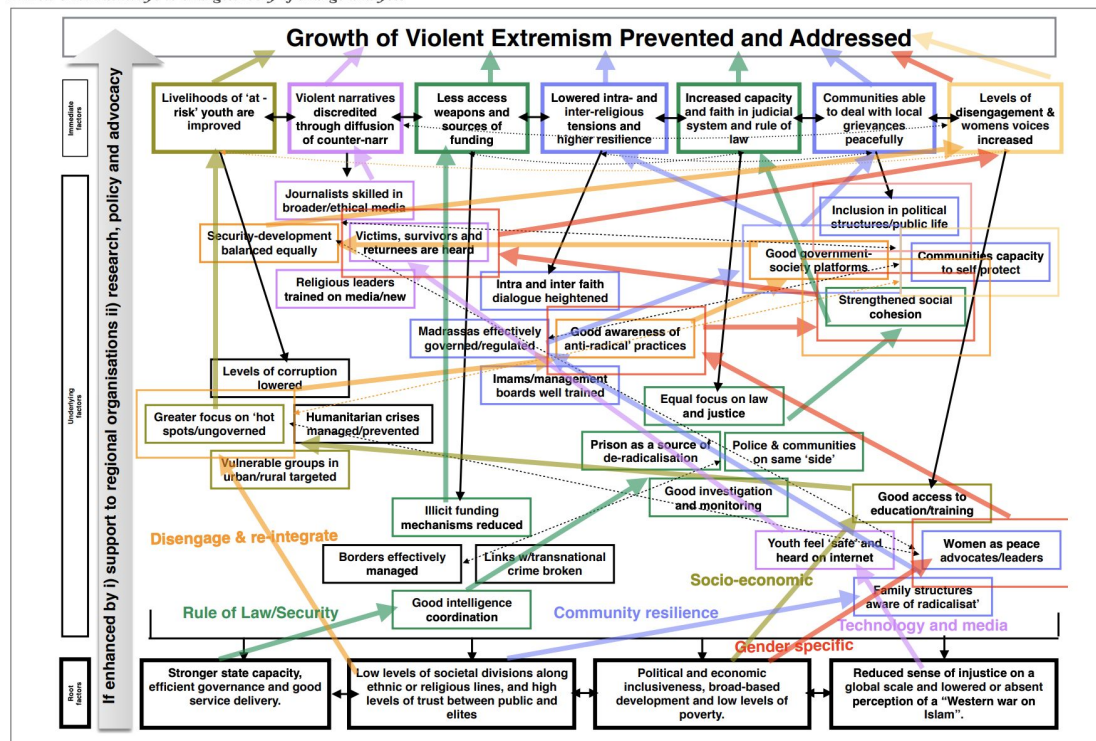 Growth of Violent Extremism Prevented and Addressed
If enhanced by i) support to regional organisations ii) research, policy and advocacy
Immediate
factors
Livelihoods of 'at -
risk' youth are
improved
Violent narratives
discredited
through diffusion
of counter-narr
Less access
weapons and
sources of
funding
Lowered intra- and
inter-religious
tensions and
higher resilience
Increased capacity
and faith in judicial
system and rule of
law
Communities able
to deal with local
grievances
peacefully
Levels of
disengagement &
womens voices
increased
Underlying
factors
Journalists skilled in
broader/ethical media
Security-development
balanced equally
Victims, survivors and
returnees are heard
Religious leaders
trained on media/new
Intra and inter faith
dialogue heightened
Inclusion in political
structures/public life
Good government-
society platforms
Communities capacity
to self protect
Strengthened social
cohesion
Madrassas effectively
governed/regulated
Good awareness of
anti-radical' practices
Imams/management
boards well trained
Levels of corruption
lowered
Greater focus on 'hot
spots/ungoverned
Humanitarian crises
managed/prevented
Vulnerable groups in
urban/rural targeted
Equal focus on law
and justice
Prison as a source of
de-radicalisation
Police & communities
on same 'side'
Good investigation
and monitoring
Good access to
education/training
Illicit funding
mechanisms reduced
Disengage & re-integrate
Borders effectively
managed
Links w/transnational
crime broken
Youth feel 'safe' and
heard on internet
Women as peace
advocates/leaders
Socio-economic
Good intelligence
coordination
Family structures
aware of radicalisat'
Rule of Law/Security
Community resilience
Technology and media
Gender specific
Root
factors
Stronger state capacity,
efficient governance and good
service delivery.
Low levels of societal divisions along
ethnic or religious lines, and high
levels of trust between public and
elites
Political and economic
inclusiveness, broad-based
development and low levels of
poverty.
Reduced sense of injustice on a
global scale and lowered or absent
perception of a "Western war on
Islam".